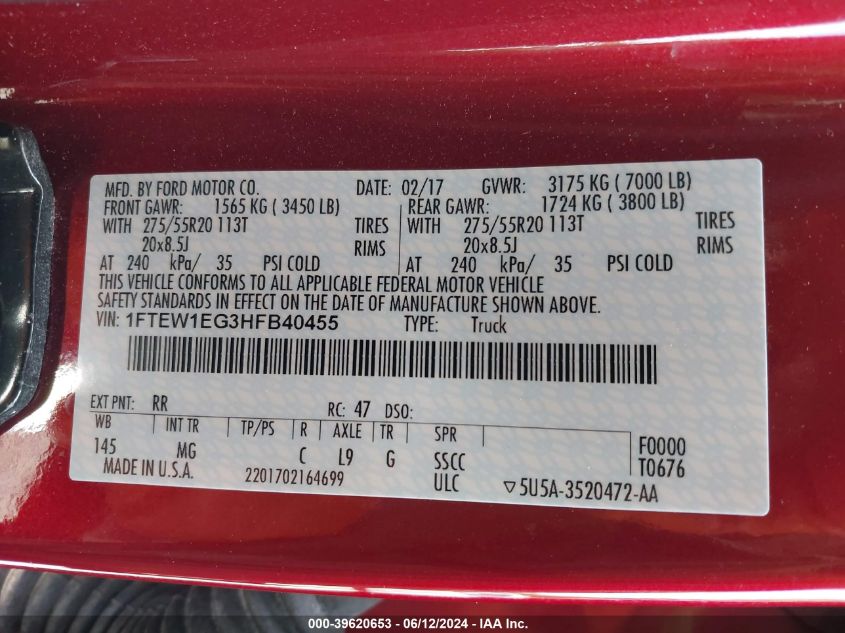 MFD. BY FORD MOTOR CO. DATE: 02/17 GVWR: 3175 KG ( 7000 LB)
FRONT GAWR: 1565 KG ( 3450 LB) REAR GAWR: 1724 KG ( 3800 LB)
WITH 275/55R20 113T TIRES WITH 275/55R20 113T TIRES
20x8.5J RIMS 20x8.5J RIMS
AT 240 kPa/ 35 PSI COLD AT 240 kPa/ 35 PSI COLD
THIS VEHICLE CONFORMS TO ALL APPLICABLE FEDERAL MOTOR VEHICLE
SAFETY STANDARDS IN EFFECT ON THE DATE OF MANUFACTURE SHOWN ABOVE.
VIN: 1FTEW1EG3HFB40455 TYPE: Truck
EXT PNT: RR RC: 47 DSO:
WB INT TR TP/PS R AXLE TR SPR
145 MG C L9 G SSCC F0000
MADE IN U.S.A. 2201702164699 ULC T0676
▽5U5A-3520472-AA
000-39620653 - 06/12/2024 - IAA Inc.